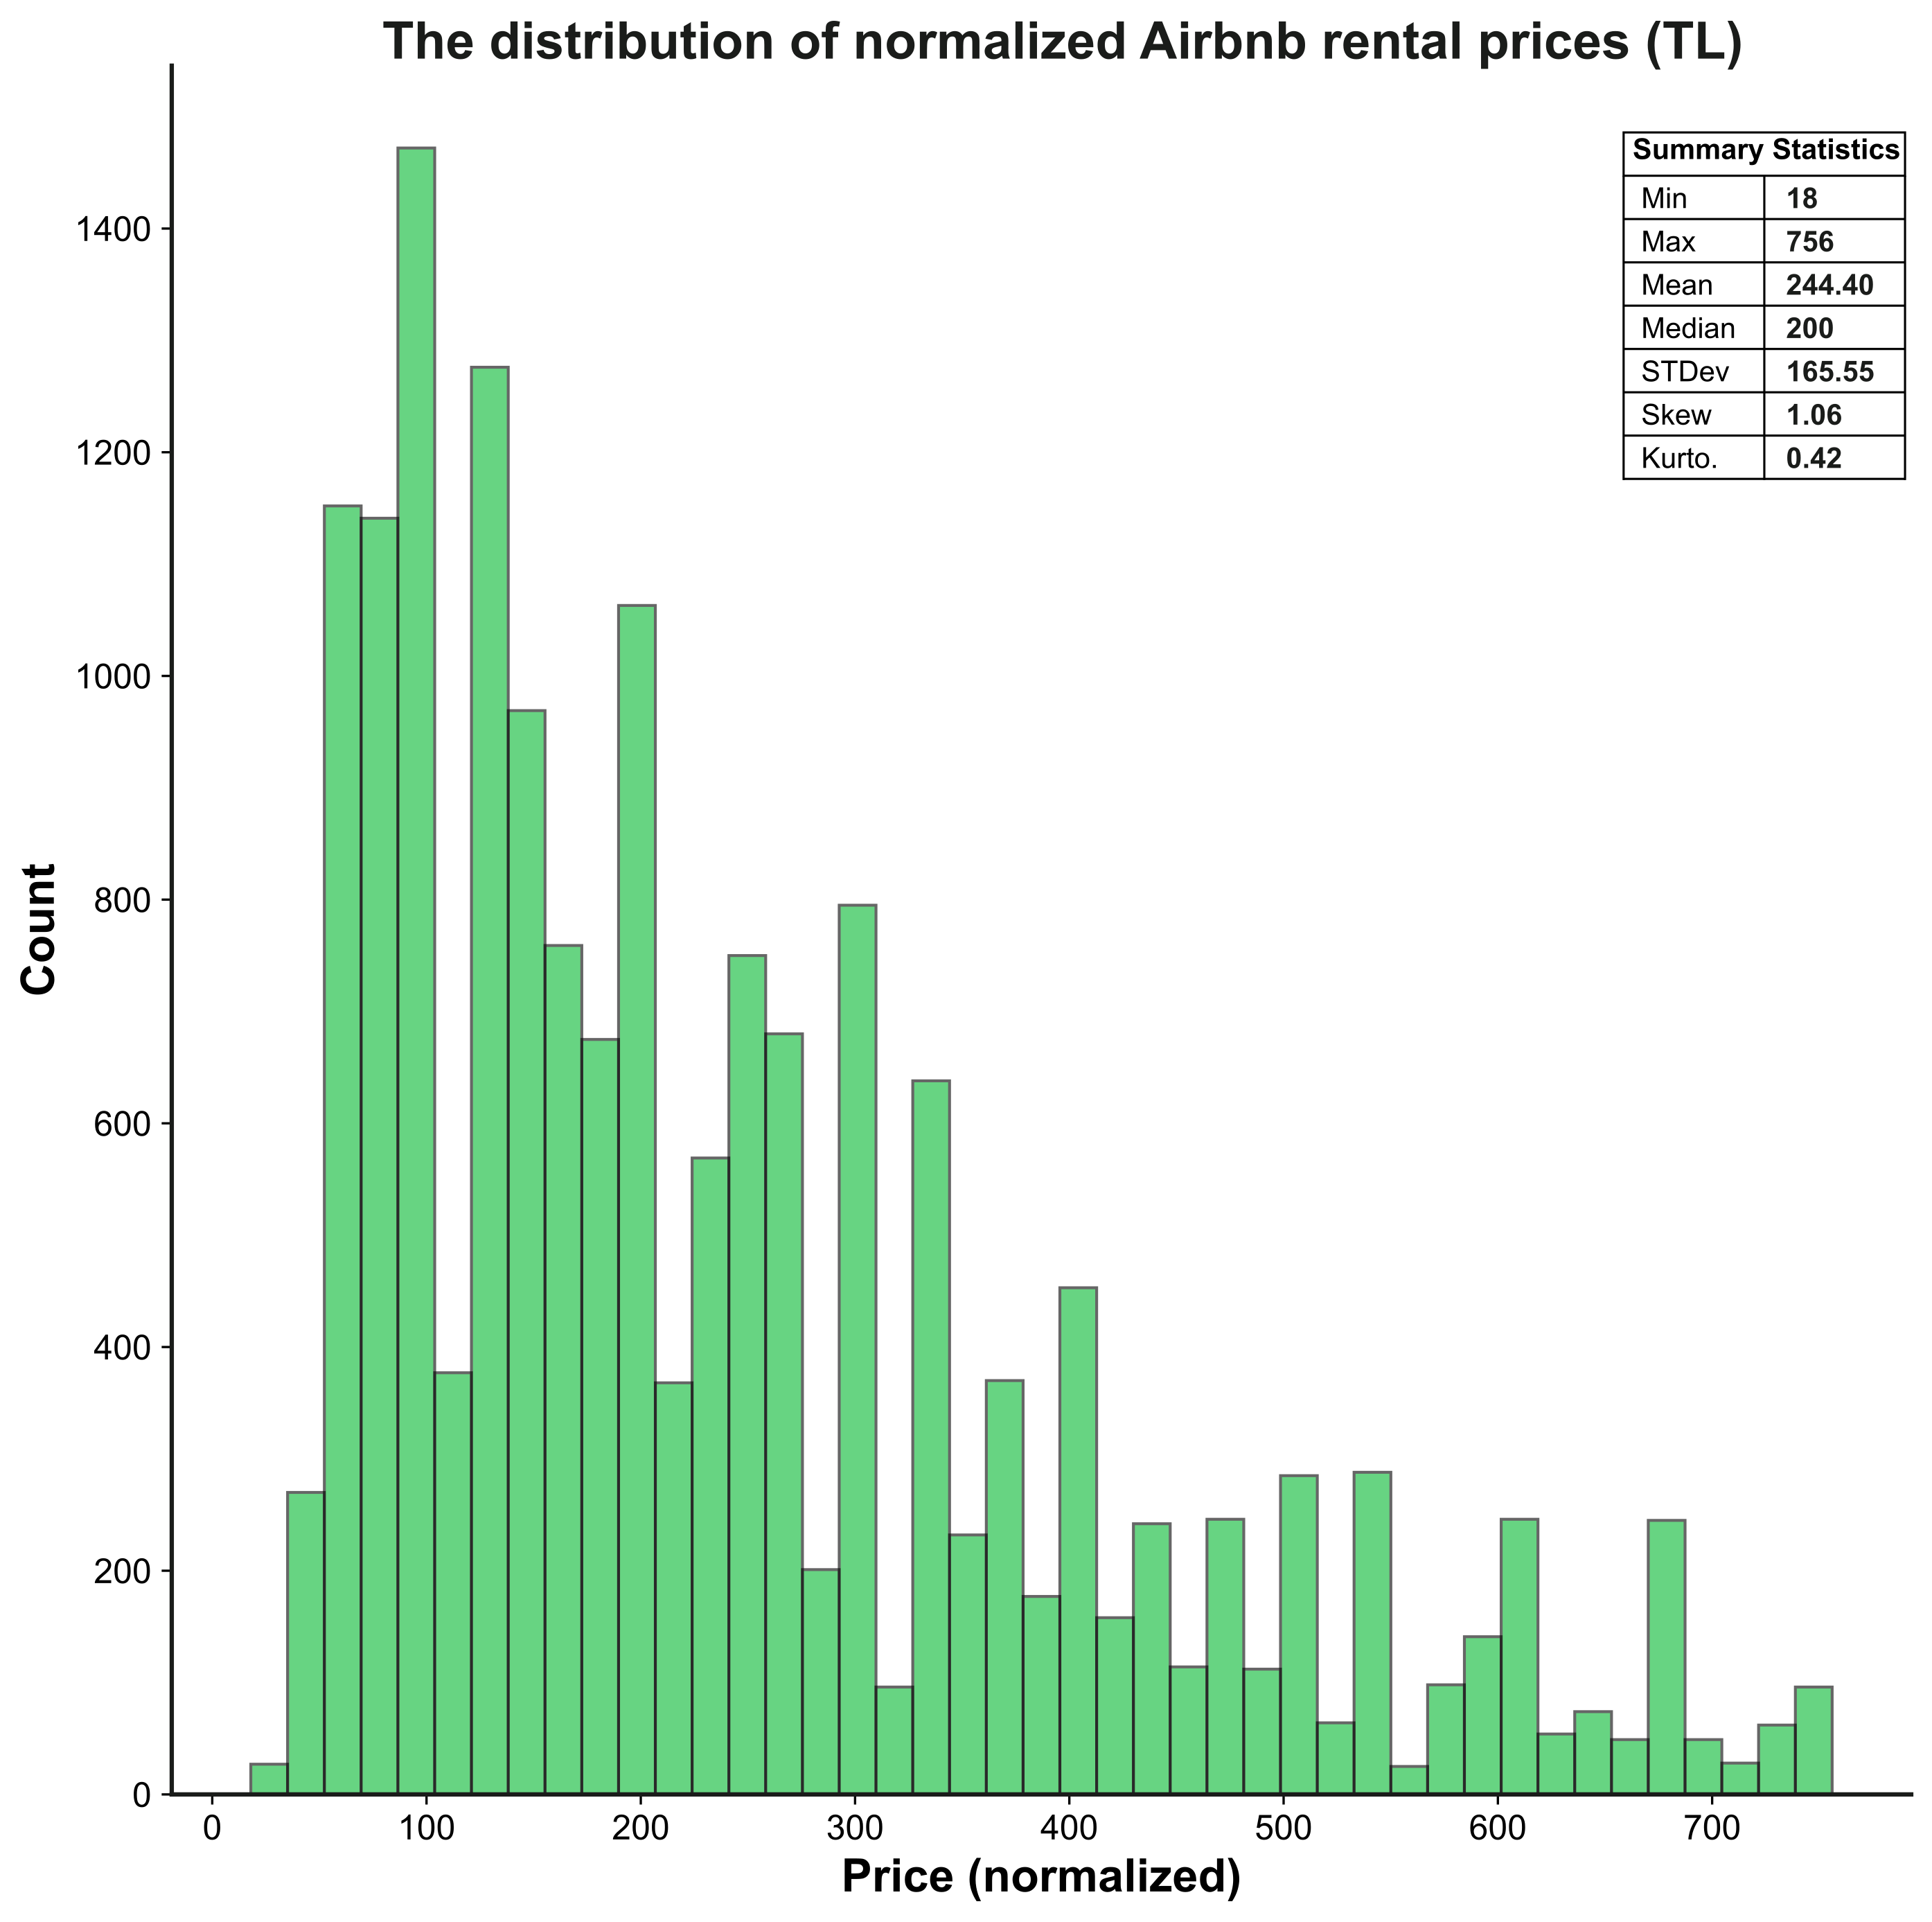 The distribution of normalized Airbnb rental prices (TL)
Summary Statistics
Min 18
Max 756
Mean 244.40
Median 200
STDev 165.55
Skew 1.06
Kurto. 0.42
1400
1200
1000
800
600
400
200
0
Count
0 100 200 300 400 500 600 700
Price (normalized)